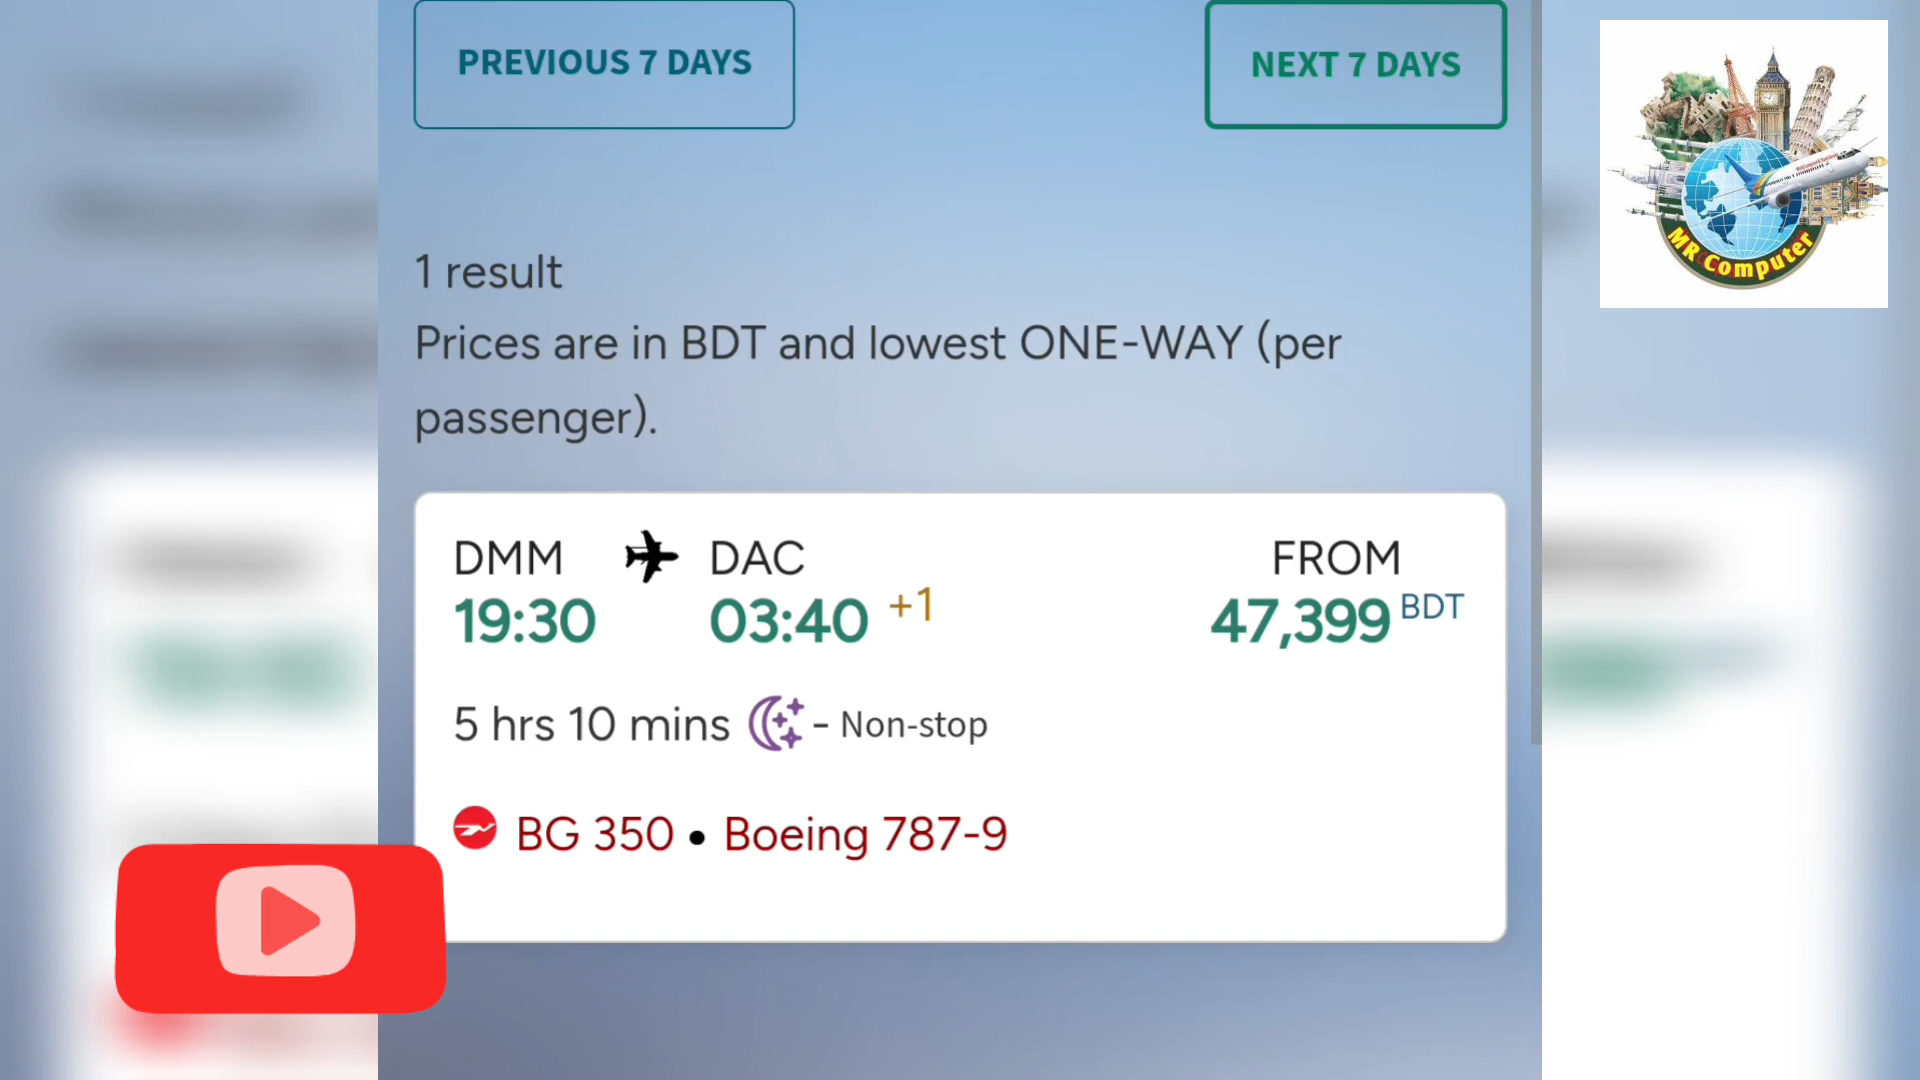 PREVIOUS 7 DAYS
NEXT 7 DAYS
1 result
Prices are in BDT and lowest ONE-WAY (per
passenger).
DMM DAC FROM
19:30 03:40 +1 47,399 BDT
5 hrs 10 mins - Non-stop
BG 350 • Boeing 787-9
MR Computer